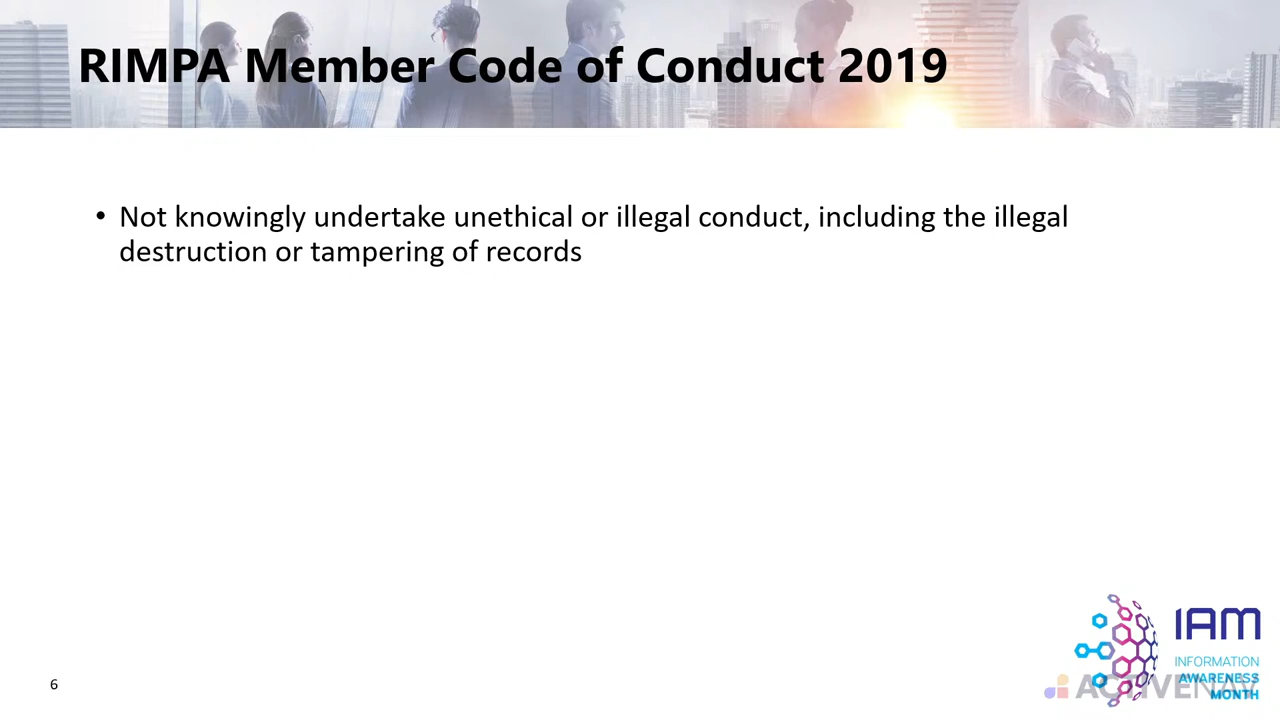 RIMPA Member Code of Conduct 2019
• Not knowingly undertake unethical or illegal conduct, including the illegal
destruction or tampering of records
IAM
INFORMATION
AWARENESS
MONTH
ACTIVENAV
6